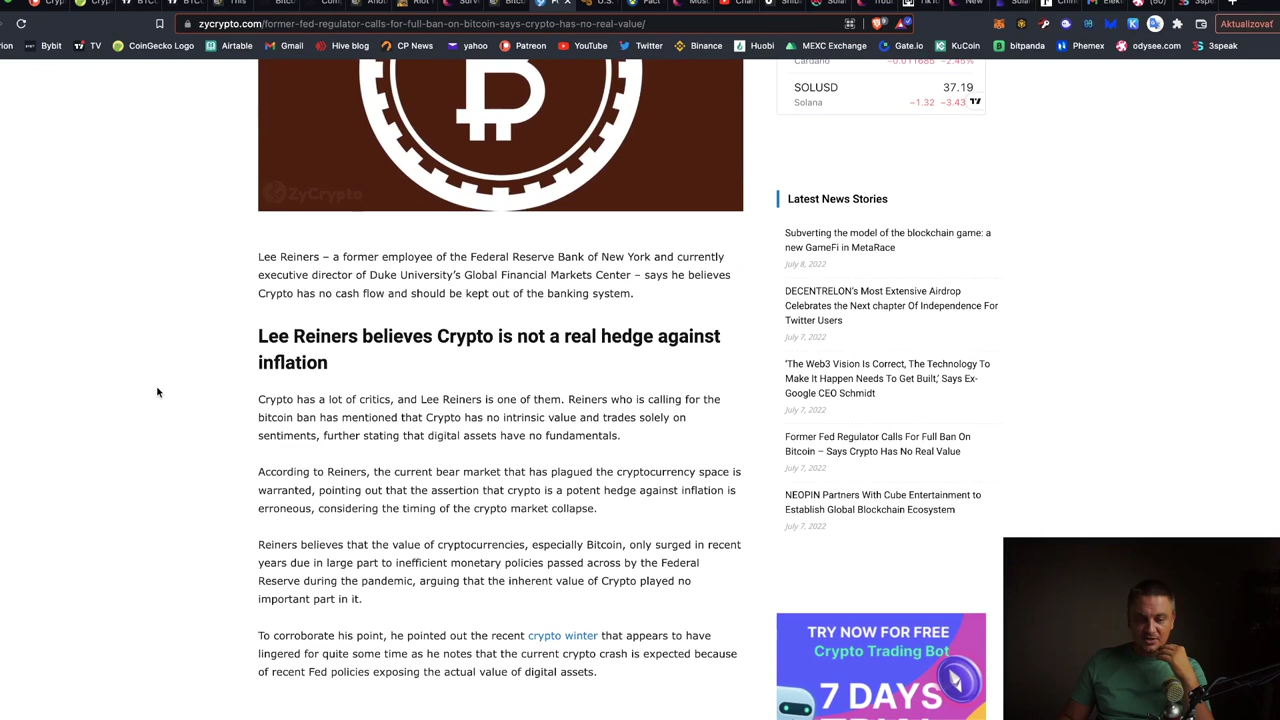 zycrypto.com/former-fed-regulator-calls-for-full-ban-on-bitcoin-says-crypto-has-no-real-value/
Aktualizovať
Bybit TV CoinGecko Logo Airtable Gmail Hive blog CP News yahoo Patreon YouTube Twitter Binance Huobi MEXC Exchange Gate.io KuCoin bitpanda Phemex odysee.com 3speak
Cardano -0.011685 -2.45%
SOLUSD 37.19
Solana -1.32 -3.43
ZyCrypto
Lee Reiners – a former employee of the Federal Reserve Bank of New York and currently
executive director of Duke University's Global Financial Markets Center – says he believes
Crypto has no cash flow and should be kept out of the banking system.
Lee Reiners believes Crypto is not a real hedge against
inflation
Crypto has a lot of critics, and Lee Reiners is one of them. Reiners who is calling for the
bitcoin ban has mentioned that Crypto has no intrinsic value and trades solely on
sentiments, further stating that digital assets have no fundamentals.
According to Reiners, the current bear market that has plagued the cryptocurrency space is
warranted, pointing out that the assertion that crypto is a potent hedge against inflation is
erroneous, considering the timing of the crypto market collapse.
Reiners believes that the value of cryptocurrencies, especially Bitcoin, only surged in recent
years due in large part to inefficient monetary policies passed across by the Federal
Reserve during the pandemic, arguing that the inherent value of Crypto played no
important part in it.
To corroborate his point, he pointed out the recent crypto winter that appears to have
lingered for quite some time as he notes that the current crypto crash is expected because
of recent Fed policies exposing the actual value of digital assets.
Latest News Stories
Subverting the model of the blockchain game: a
new GameFi in MetaRace
July 8, 2022
DECENTRELON's Most Extensive Airdrop
Celebrates the Next chapter Of Independence For
Twitter Users
July 7, 2022
'The Web3 Vision Is Correct, The Technology To
Make It Happen Needs To Get Built,' Says Ex-
Google CEO Schmidt
July 7, 2022
Former Fed Regulator Calls For Full Ban On
Bitcoin – Says Crypto Has No Real Value
July 7, 2022
NEOPIN Partners With Cube Entertainment to
Establish Global Blockchain Ecosystem
July 7, 2022
TRY NOW FOR FREE
Crypto Trading Bot
7 DAYS